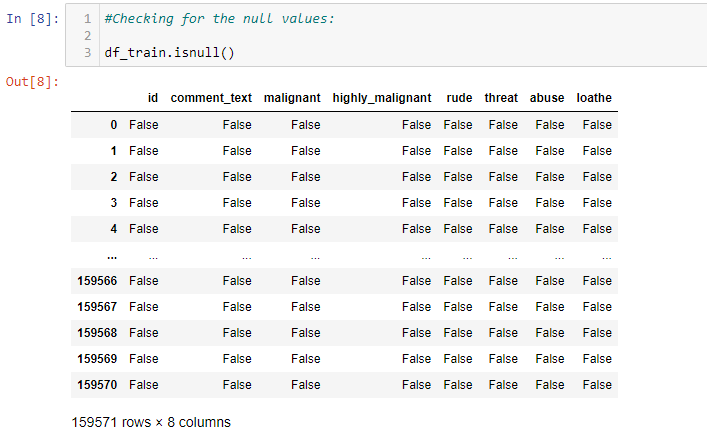 In [8]: 1 #Checking for the null values:
2
3 df_train.isnull()
Out[8]:
id comment_text malignant highly_malignant rude threat abuse loathe
0 False False False False False False False False
1 False False False False False False False False
2 False False False False False False False False
3 False False False False False False False False
4 False False False False False False False False
... ... ... ... ... ... ... ... ...
159566 False False False False False False False False
159567 False False False False False False False False
159568 False False False False False False False False
159569 False False False False False False False False
159570 False False False False False False False False
159571 rows × 8 columns